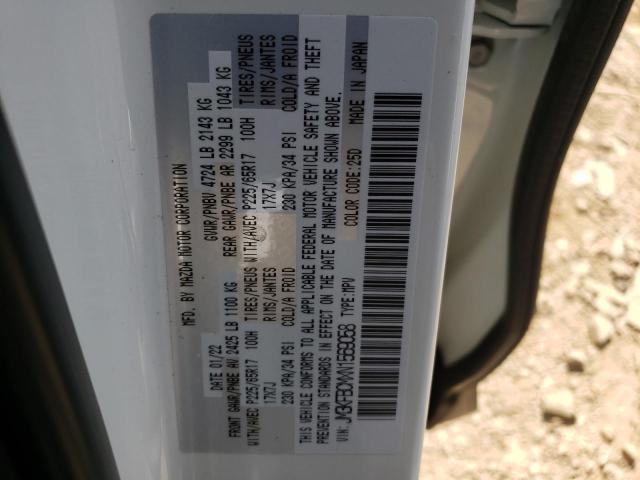 MFD. BY MAZDA MOTOR CORPORATION
01/22 GVWR/PNBV 4724 LB 2143 KG
FRONT GAWR/PNBE AV 2425 LB 1100 KG REAR GAWR/PNBE AR 2299 LB 1043 KG
WITH/AVEC P225/65R17 100H TIRES/PNEUS WITH/AVEC P225/65R17 100H TIRES/PNEUS
17X7J RIMS/JANTES 17X7J RIMS/JANTES
230 KPA/34 PSI COLD/A FROID 230 KPA/34 PSI COLD/A FROID
THIS VEHICLE CONFORMS TO ALL APPLICABLE FEDERAL MOTOR VEHICLE SAFETY AND THEFT
PREVENTION STANDARDS IN EFFECT ON THE DATE OF MANUFACTURE SHOWN ABOVE.
VIN: TYPE:MPV COLOR CODE:25D MADE IN JAPAN